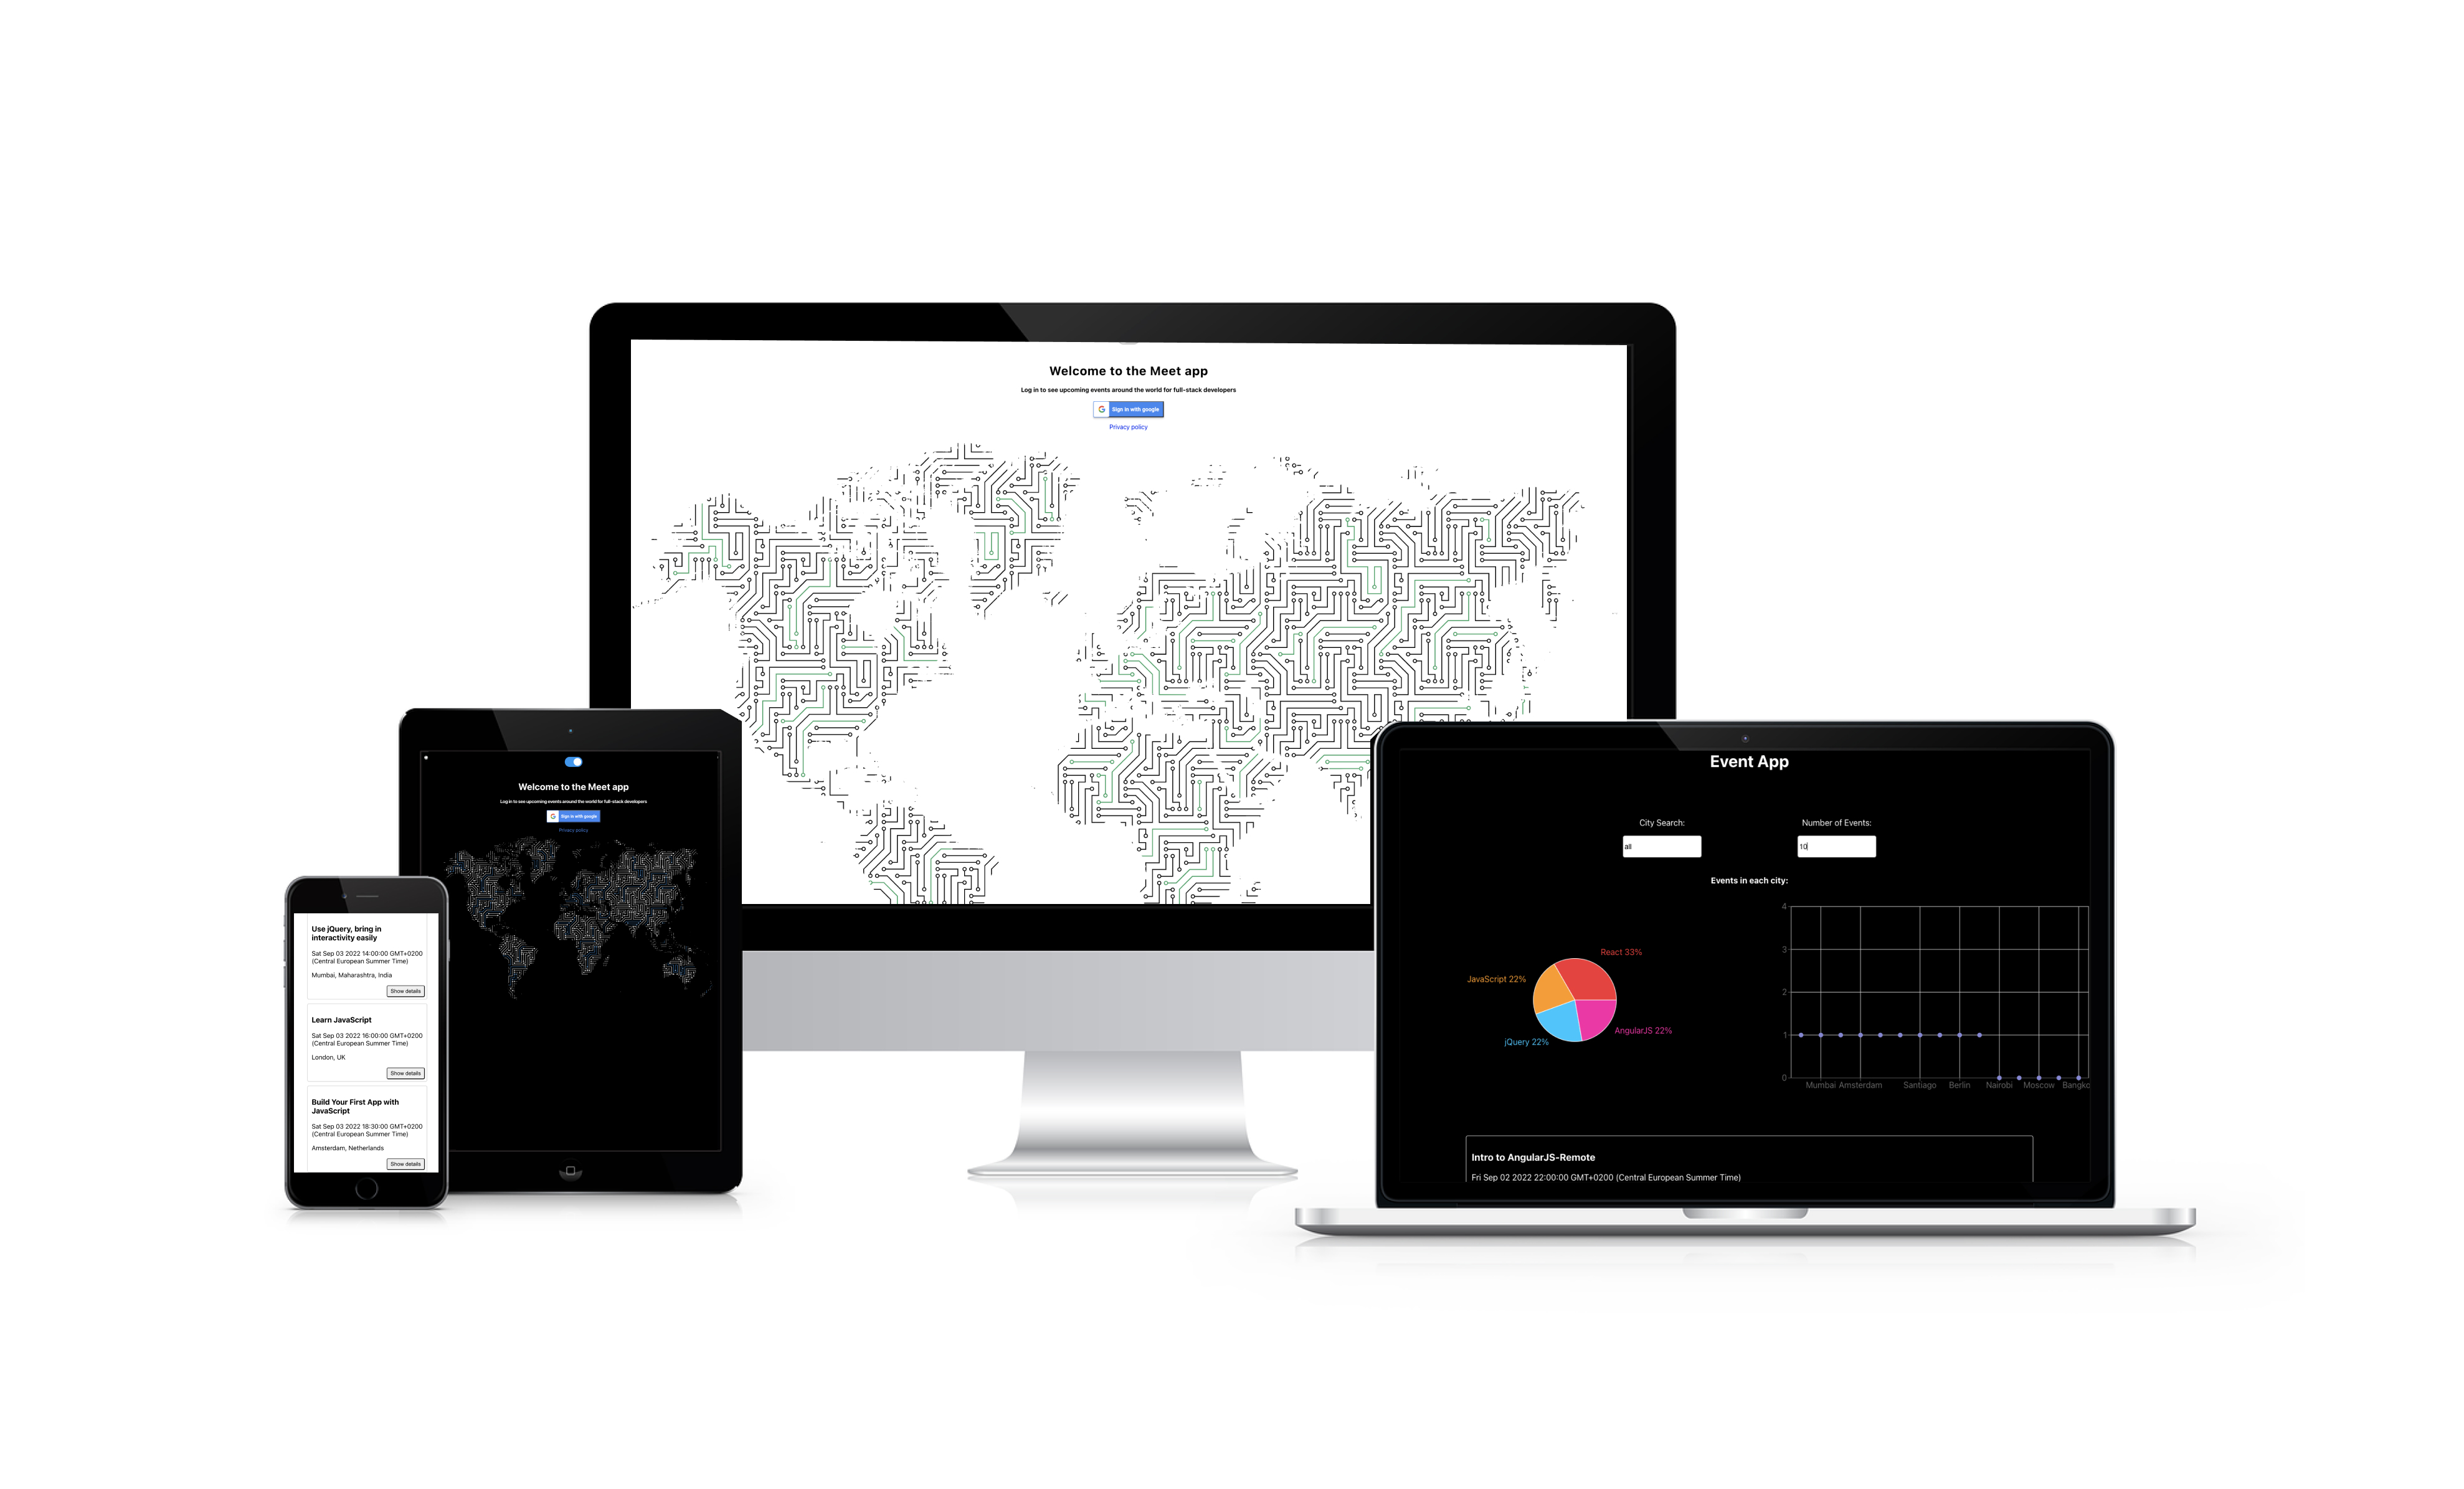 Welcome to the Meet app
Log in to see upcoming events around the world for full-stack developers
G Sign in with google
Privacy policy
Welcome to the Meet app
Log in to see upcoming events around the world for full-stack developers
G Sign in with google
Privacy policy
Use jQuery, bring in
interactivity easily
Sat Sep 03 2022 14:00:00 GMT+0200
(Central European Summer Time)
Mumbai, Maharashtra, India
Show details
Learn JavaScript
Sat Sep 03 2022 16:00:00 GMT+0200
(Central European Summer Time)
London, UK
Show details
Build Your First App with
JavaScript
Sat Sep 03 2022 18:30:00 GMT+0200
(Central European Summer Time)
Amsterdam, Netherlands
Show details
Event App
City Search:
all
Number of Events:
10
Events in each city:
React 33%
JavaScript 22%
jQuery 22%
AngularJS 22%
4
3
2
1
0
Mumbai Amsterdam Santiago Berlin Nairobi Moscow Bangko
Intro to AngularJS-Remote
Fri Sep 02 2022 22:00:00 GMT+0200 (Central European Summer Time)